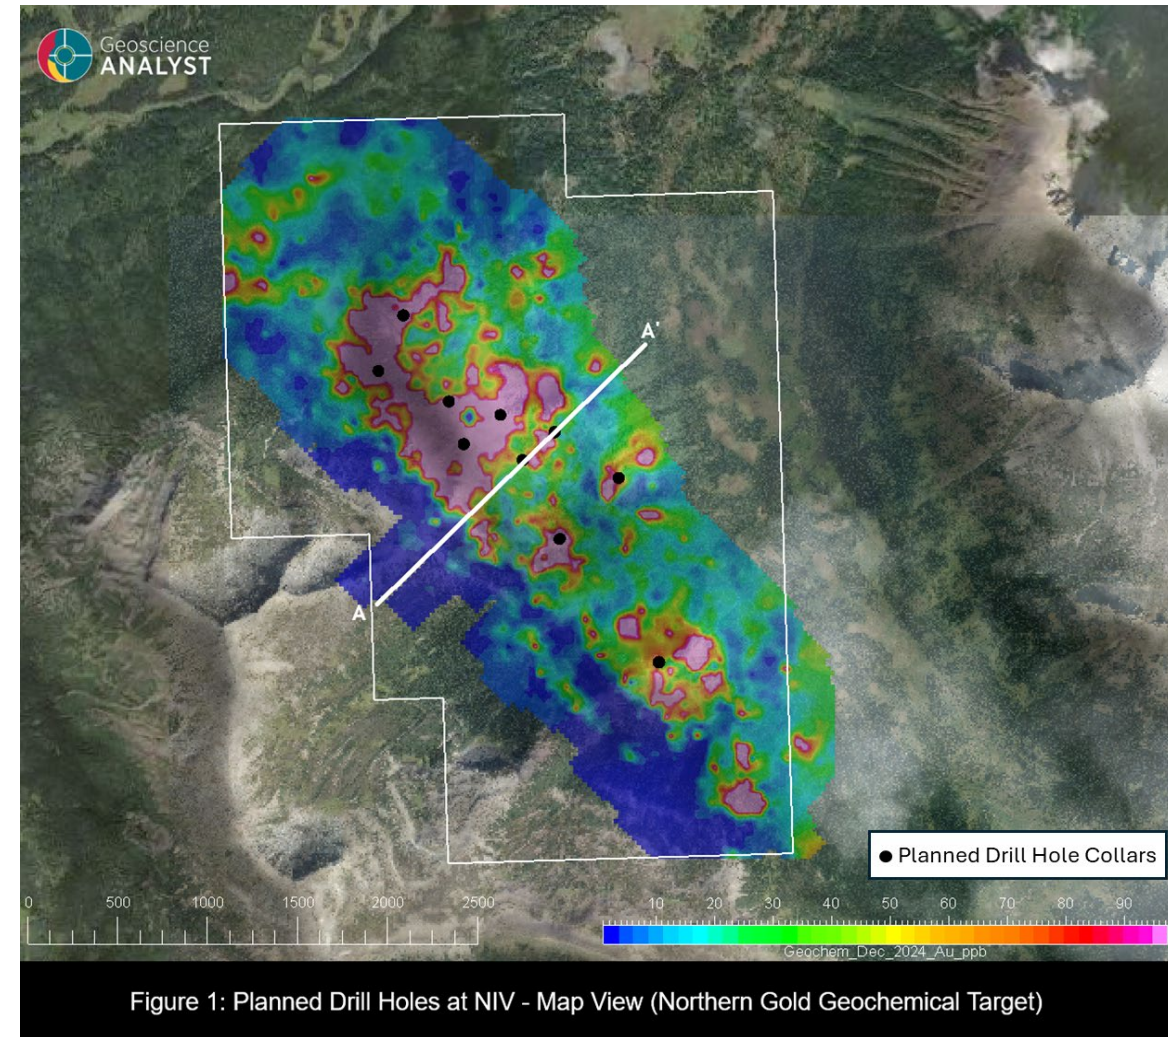 Geoscience
ANALYST
A'
A
Planned Drill Hole Collars
0 500 1000 1500 2000 2500
10 20 30 40 50 60 70 80 90
Geochem_Dec_2024_Au_ppb
Figure 1: Planned Drill Holes at NIV - Map View (Northern Gold Geochemical Target)